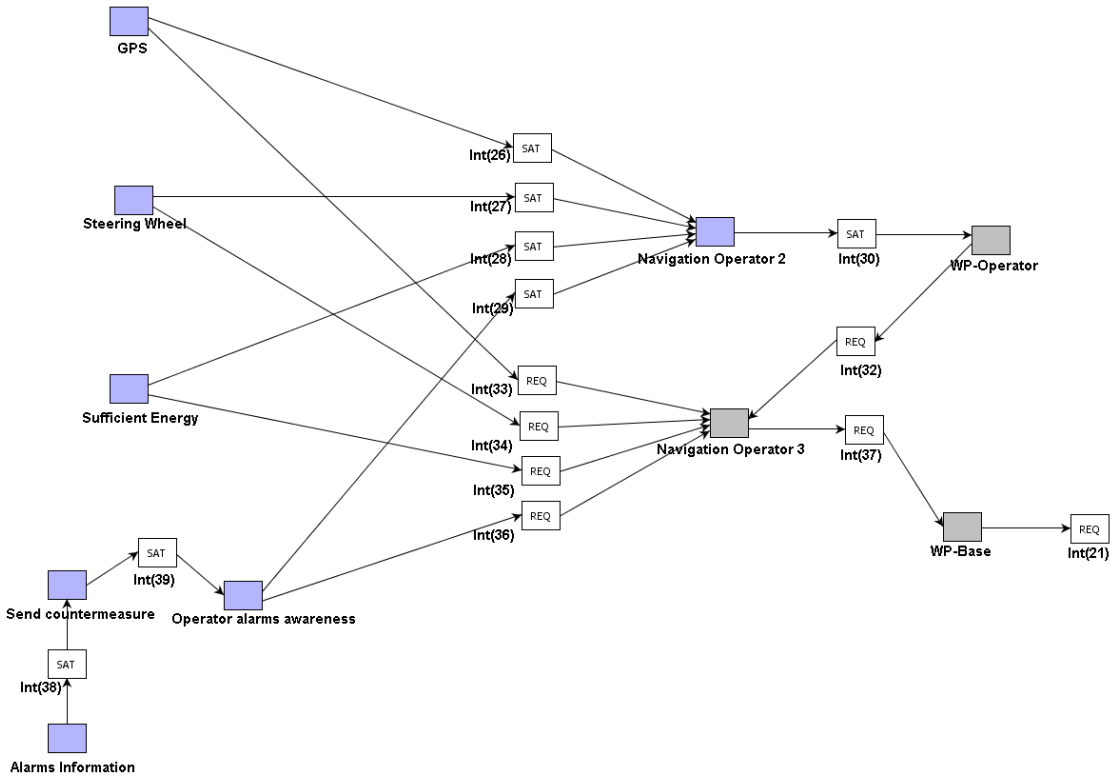 GPS
SAT
Int(26)
SAT
Int(27)
Steering Wheel
SAT
Int(28)
Navigation Operator 2
SAT
Int(30)
WP-Operator
SAT
Int(29)
REQ
Int(32)
REQ
Int(33)
Sufficient Energy
REQ
Int(34)
Navigation Operator 3
REQ
Int(37)
REQ
Int(35)
REQ
Int(36)
WP-Base
REQ
Int(21)
SAT
Int(39)
Send countermeasure
Operator alarms awareness
SAT
Int(38)
Alarms Information